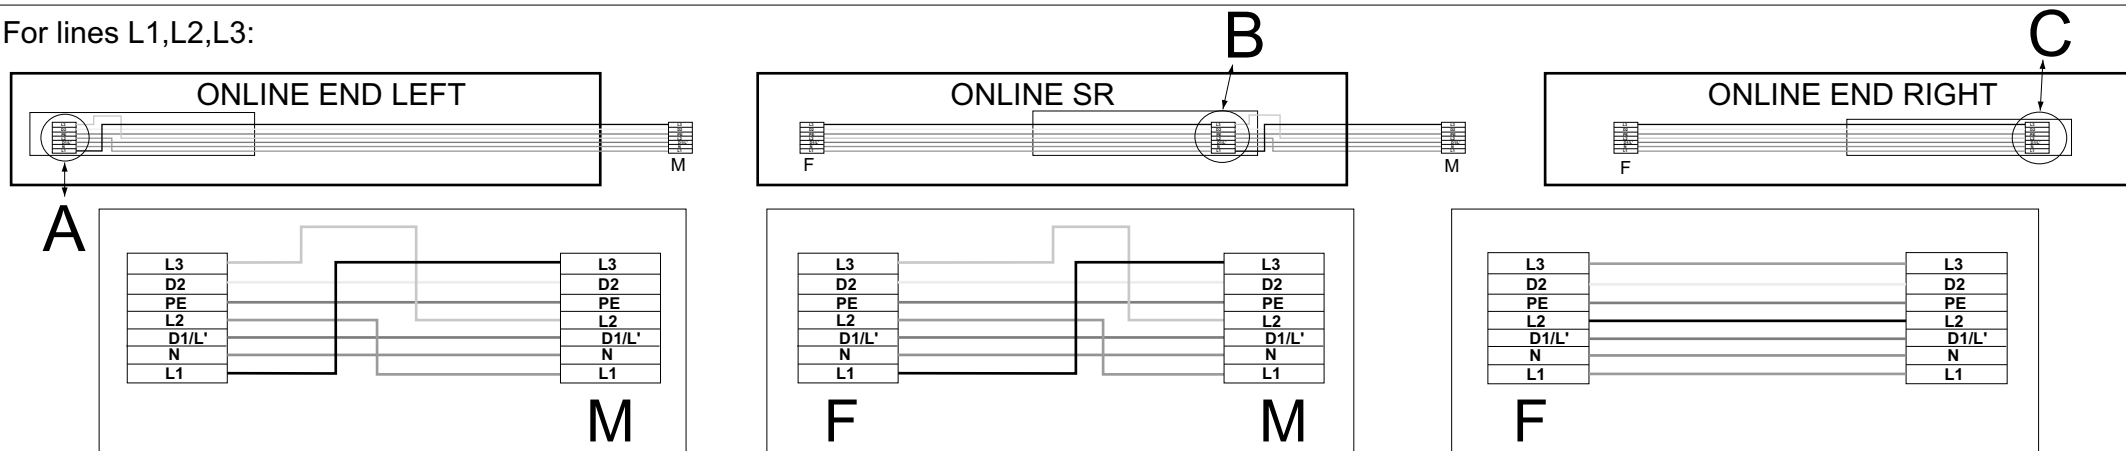 For lines L1,L2,L3:
B
C
ONLINE END LEFT
ONLINE SR
ONLINE END RIGHT
M
F
M
F
A
L3
D2
PE
L2
D1/L'
N
L1
L3
D2
PE
L2
D1/L'
N
L1
M
L3
D2
PE
L2
D1/L'
N
L1
L3
D2
PE
L2
D1/L'
N
L1
F
M
L3
D2
PE
L2
D1/L'
N
L1
L3
D2
PE
L2
D1/L'
N
L1
F